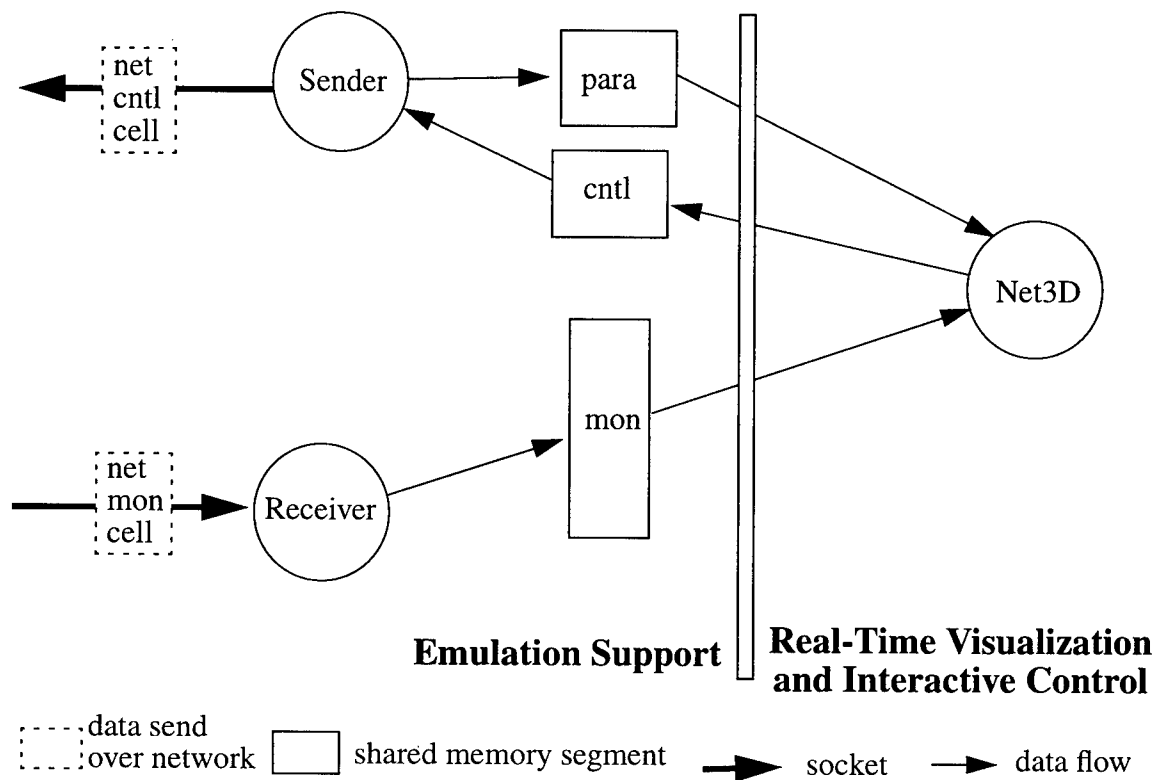 net
cntl
cell
Sender
para
cntl
Net3D
mon
net
mon
cell
Receiver
Emulation Support
Real-Time Visualization
and Interactive Control
data send
over network
shared memory segment
socket
data flow